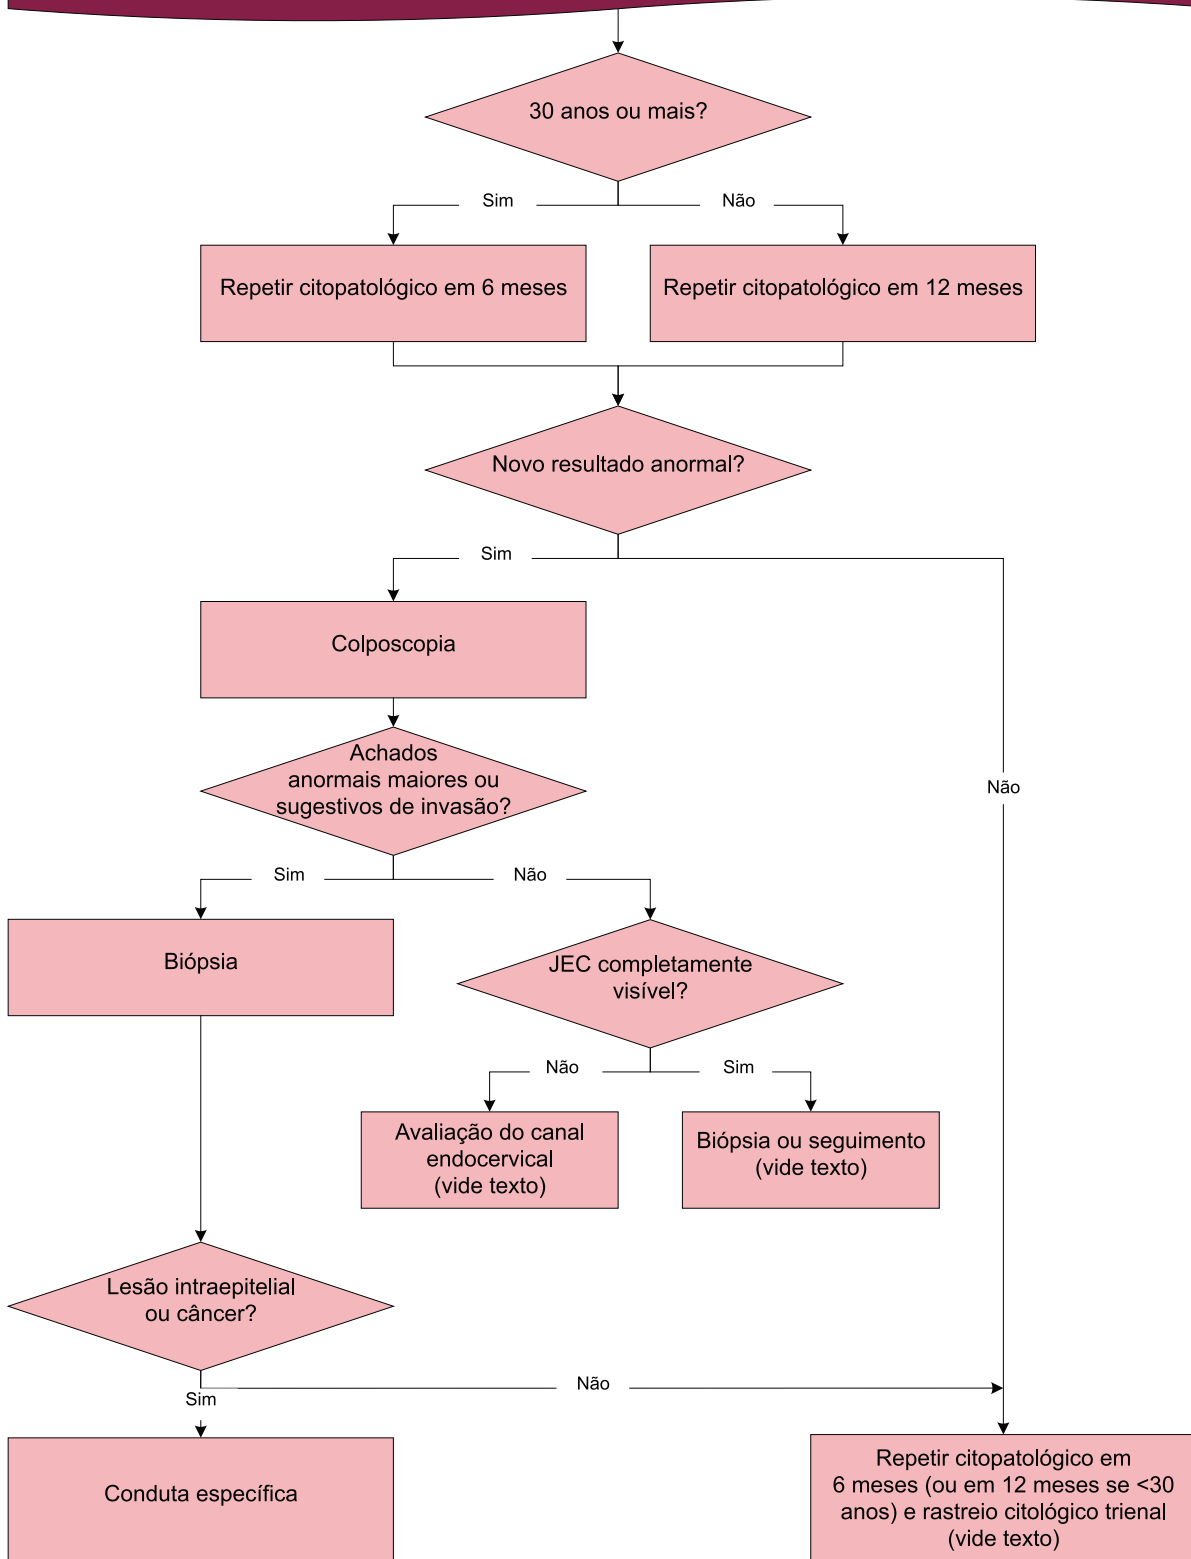 30 anos ou mais?
Sim
Não
Repetir citopatológico em 6 meses
Repetir citopatológico em 12 meses
Novo resultado anormal?
Sim
Colposcopia
Achados
anormais maiores ou
sugestivos de invasão?
Não
Sim
Não
Biópsia
JEC completamente
visível?
Não
Sim
Avaliação do canal
endocervical
(vide texto)
Biópsia ou seguimento
(vide texto)
Lesão intraepitelial
ou câncer?
Não
Sim
Conduta específica
Repetir citopatológico em
6 meses (ou em 12 meses se <30
anos) e rastreio citológico trienal
(vide texto)